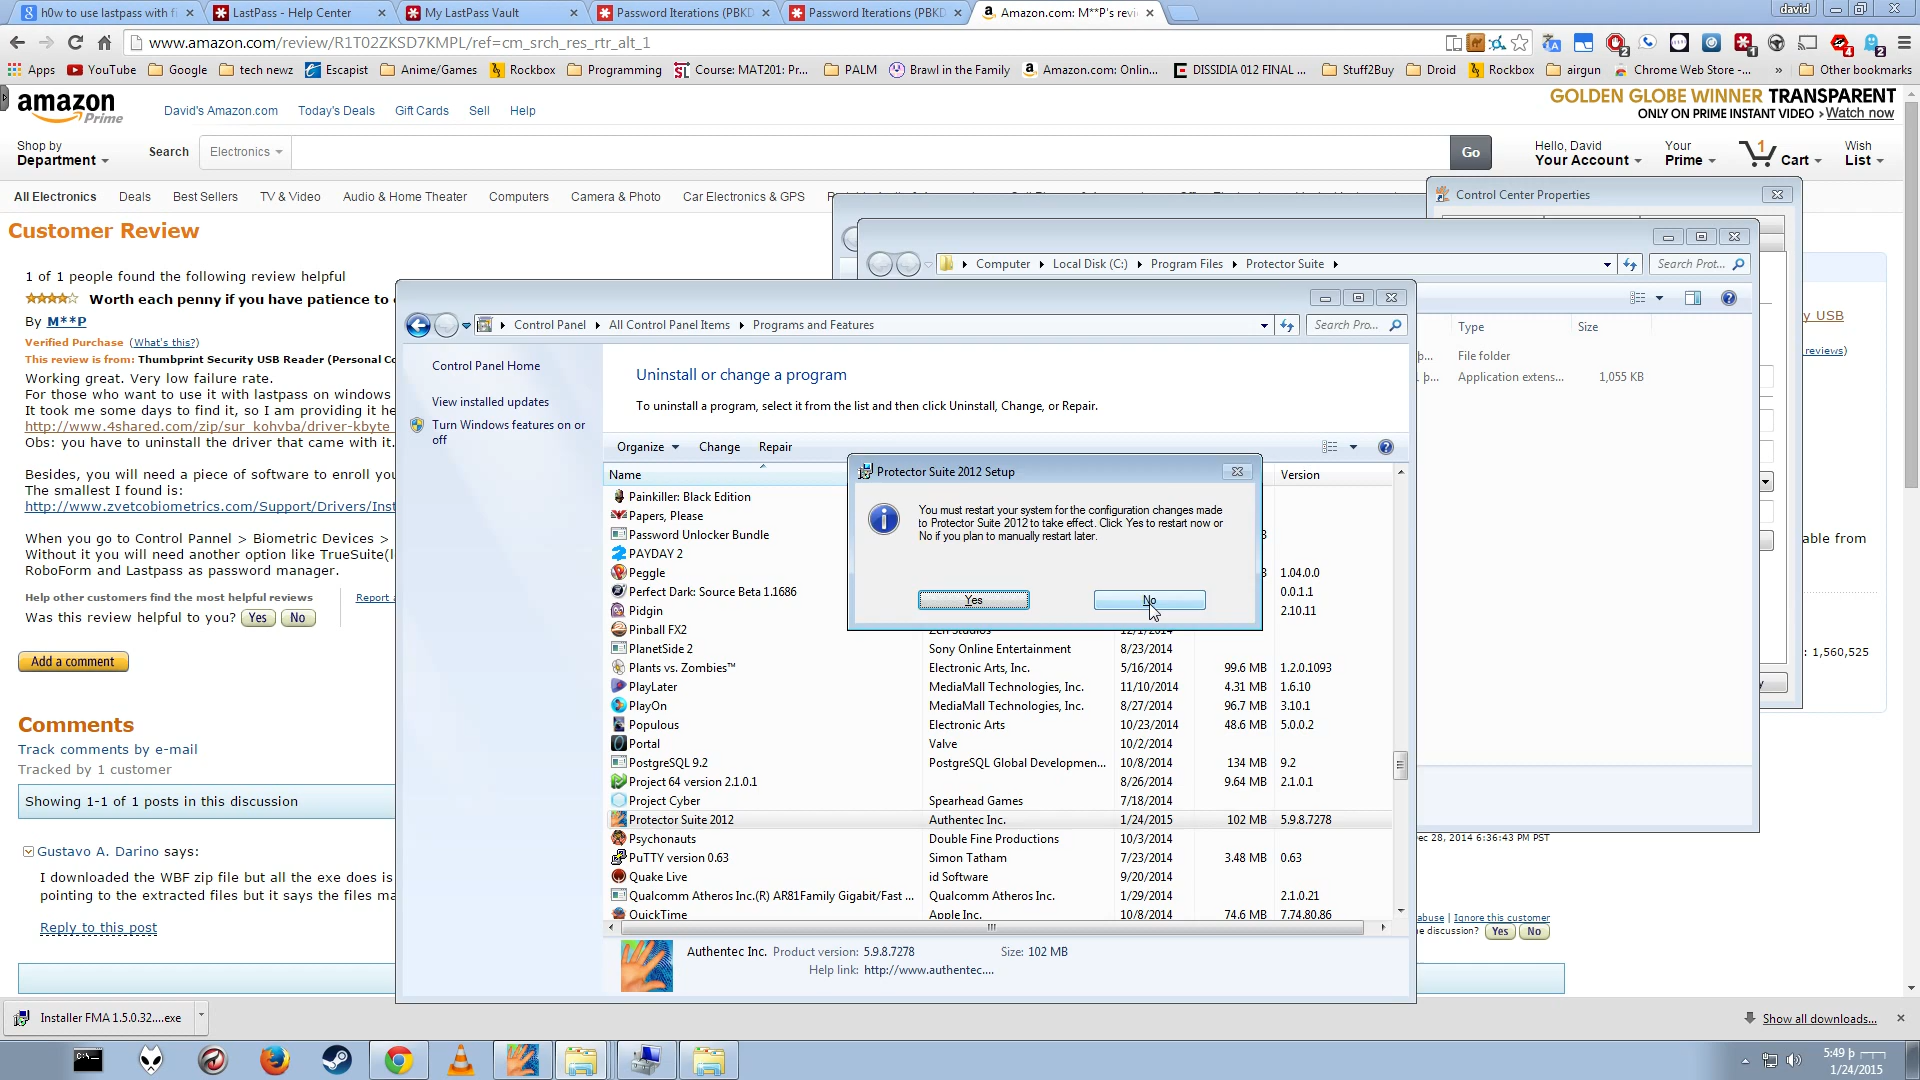 h0w to use lastpass with fi
LastPass - Help Center
My LastPass Vault
Password Iterations (PBKD
Password Iterations (PBKD
Amazon.com: M**P's revi
david
www.amazon.com/review/R1T02ZKSD7KMPL/ref=cm_srch_res_rtr_alt_1
Apps
YouTube
Google
tech newz
Escapist
Anime/Games
Rockbox
Programming
Course: MAT201: Pr...
PALM
Brawl in the Family
Amazon.com: Onlin...
DISSIDIA 012 FINAL ...
Stuff2Buy
Droid
Rockbox
airgun
Chrome Web Store -...
»
Other bookmarks
amazon Prime
David's Amazon.com
Today's Deals
Gift Cards
Sell
Help
GOLDEN GLOBE WINNER TRANSPARENT
ONLY ON PRIME INSTANT VIDEO › Watch now
Shop by
Department
Search
Electronics
Go
Hello, David
Your Account
Your
Prime
1
Cart
Wish
List
All Electronics
Deals
Best Sellers
TV & Video
Audio & Home Theater
Computers
Camera & Photo
Car Electronics & GPS
Control Center Properties
Customer Review
1 of 1 people found the following review helpful
Worth each penny if you have patience to
By M**P
Verified Purchase (What's this?)
This review is from: Thumbprint Security USB Reader (Personal Co
Working great. Very low failure rate.
For those who want to use it with lastpass on windows
It took me some days to find it, so I am providing it he
http://www.4shared.com/zip/sur_kohvba/driver-kbyte
Obs: you have to uninstall the driver that came with it.
Besides, you will need a piece of software to enroll you
The smallest I found is:
http://www.zvetcobiometrics.com/Support/Drivers/Inst
When you go to Control Pannel > Biometric Devices >
Without it you will need another option like TrueSuite(l
RoboForm and Lastpass as password manager.
Help other customers find the most helpful reviews
Report
Was this review helpful to you?
Yes
No
Add a comment
Comments
Track comments by e-mail
Tracked by 1 customer
Showing 1-1 of 1 posts in this discussion
Gustavo A. Darino says:
I downloaded the WBF zip file but all the exe does is
pointing to the extracted files but it says the files ma
Reply to this post
Computer
Local Disk (C:)
Program Files
Protector Suite
Search Prot...
Type
Size
File folder
Application extens...
1,055 KB
y USB
reviews)
able from
: 1,560,525
ec 28, 2014 6:36:43 PM PST
abuse | Ignore this customer
e discussion?
Yes
No
Control Panel
All Control Panel Items
Programs and Features
Search Pro...
Control Panel Home
View installed updates
Turn Windows features on or
off
Uninstall or change a program
To uninstall a program, select it from the list and then click Uninstall, Change, or Repair.
Organize
Change
Repair
Name
Version
Painkiller: Black Edition
Papers, Please
Password Unlocker Bundle
PAYDAY 2
Peggle 1.04.0.0
Perfect Dark: Source Beta 1.1686 0.0.1.1
Pidgin 2.10.11
Pinball FX2 Zen Studios 12/1/2014
PlanetSide 2 Sony Online Entertainment 8/23/2014
Plants vs. Zombies™ Electronic Arts, Inc. 5/16/2014 99.6 MB 1.2.0.1093
PlayLater MediaMall Technologies, Inc. 11/10/2014 4.31 MB 1.6.10
PlayOn MediaMall Technologies, Inc. 8/27/2014 96.7 MB 3.10.1
Populous Electronic Arts 10/23/2014 48.6 MB 5.0.0.2
Portal Valve 10/2/2014
PostgreSQL 9.2 PostgreSQL Global Developmen... 10/8/2014 134 MB 9.2
Project 64 version 2.1.0.1 8/26/2014 9.64 MB 2.1.0.1
Project Cyber Spearhead Games 7/18/2014
Protector Suite 2012 Authentec Inc. 1/24/2015 102 MB 5.9.8.7278
Psychonauts Double Fine Productions 10/3/2014
PuTTY version 0.63 Simon Tatham 7/23/2014 3.48 MB 0.63
Quake Live id Software 9/20/2014
Qualcomm Atheros Inc.(R) AR81Family Gigabit/Fast ... Qualcomm Atheros Inc. 1/29/2014 2.1.0.21
QuickTime Apple Inc. 10/8/2014 74.6 MB 7.74.80.86
Authentec Inc. Product version: 5.9.8.7278 Size: 102 MB
Help link: http://www.authentec....
Protector Suite 2012 Setup
You must restart your system for the configuration changes made
to Protector Suite 2012 to take effect. Click Yes to restart now or
No if you plan to manually restart later.
Yes
No
Installer FMA 1.5.0.32....exe
Show all downloads...
5:49 þ
1/24/2015